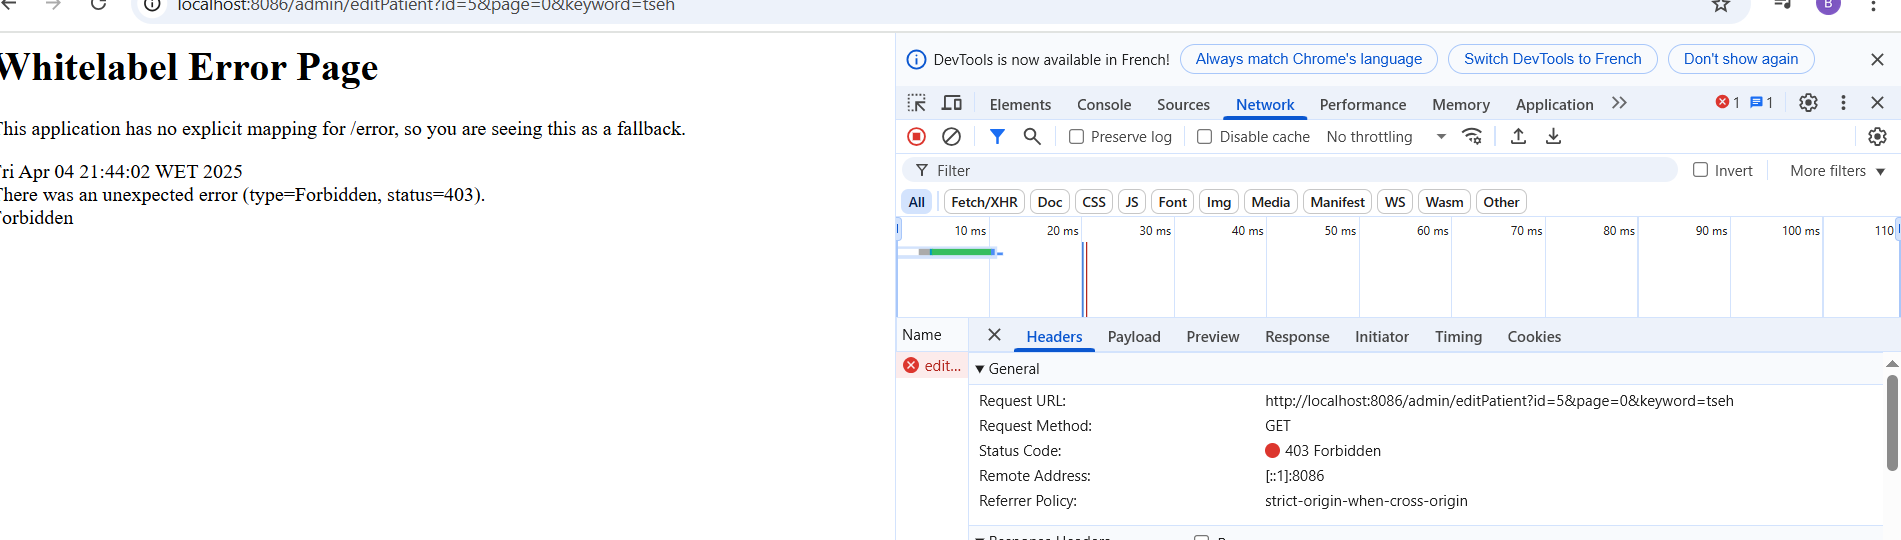 localhost:8086/admin/editPatient?id=5&page=0&keyword=tseh
B
Whitelabel Error Page
This application has no explicit mapping for /error, so you are seeing this as a fallback.
Fri Apr 04 21:44:02 WET 2025
There was an unexpected error (type=Forbidden, status=403).
Forbidden
DevTools is now available in French! Always match Chrome's language Switch DevTools to French Don't show again
Elements Console Sources Network Performance Memory Application 1 1
Preserve log Disable cache No throttling
Filter Invert More filters
All Fetch/XHR Doc CSS JS Font Img Media Manifest WS Wasm Other
10 ms 20 ms 30 ms 40 ms 50 ms 60 ms 70 ms 80 ms 90 ms 100 ms 110
Name Headers Payload Preview Response Initiator Timing Cookies
edit...
General
Request URL: http://localhost:8086/admin/editPatient?id=5&page=0&keyword=tseh
Request Method: GET
Status Code: 403 Forbidden
Remote Address: [::1]:8086
Referrer Policy: strict-origin-when-cross-origin
Response Headers